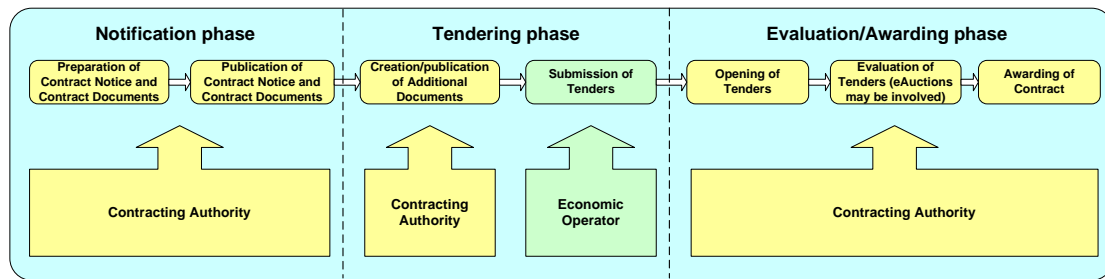 Notification phase
Tendering phase
Evaluation/Awarding phase
Preparation of
Contract Notice and
Contract Documents
Publication of
Contract Notice and
Contract Documents
Creation/publication
of Additional
Documents
Submission of
Tenders
Opening of
Tenders
Evaluation of
Tenders (eAuctions
may be involved)
Awarding of
Contract
Contracting Authority
Contracting
Authority
Economic
Operator
Contracting Authority